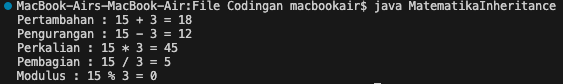 MacBook-Airs-MacBook-Air:File Codingan macbookair$ java MatematikaInheritance
Pertambahan : 15 + 3 = 18
Pengurangan : 15 - 3 = 12
Perkalian : 15 * 3 = 45
Pembagian : 15 / 3 = 5
Modulus : 15 % 3 = 0